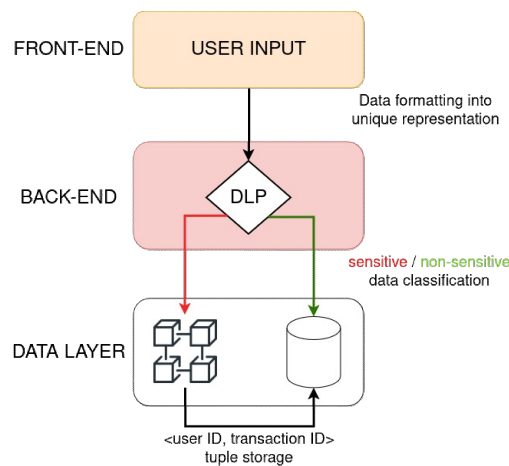 FRONT-END
USER INPUT
Data formatting into
unique representation
BACK-END
DLP
sensitive / non-sensitive
data classification
DATA LAYER
<user ID, transaction ID>
tuple storage